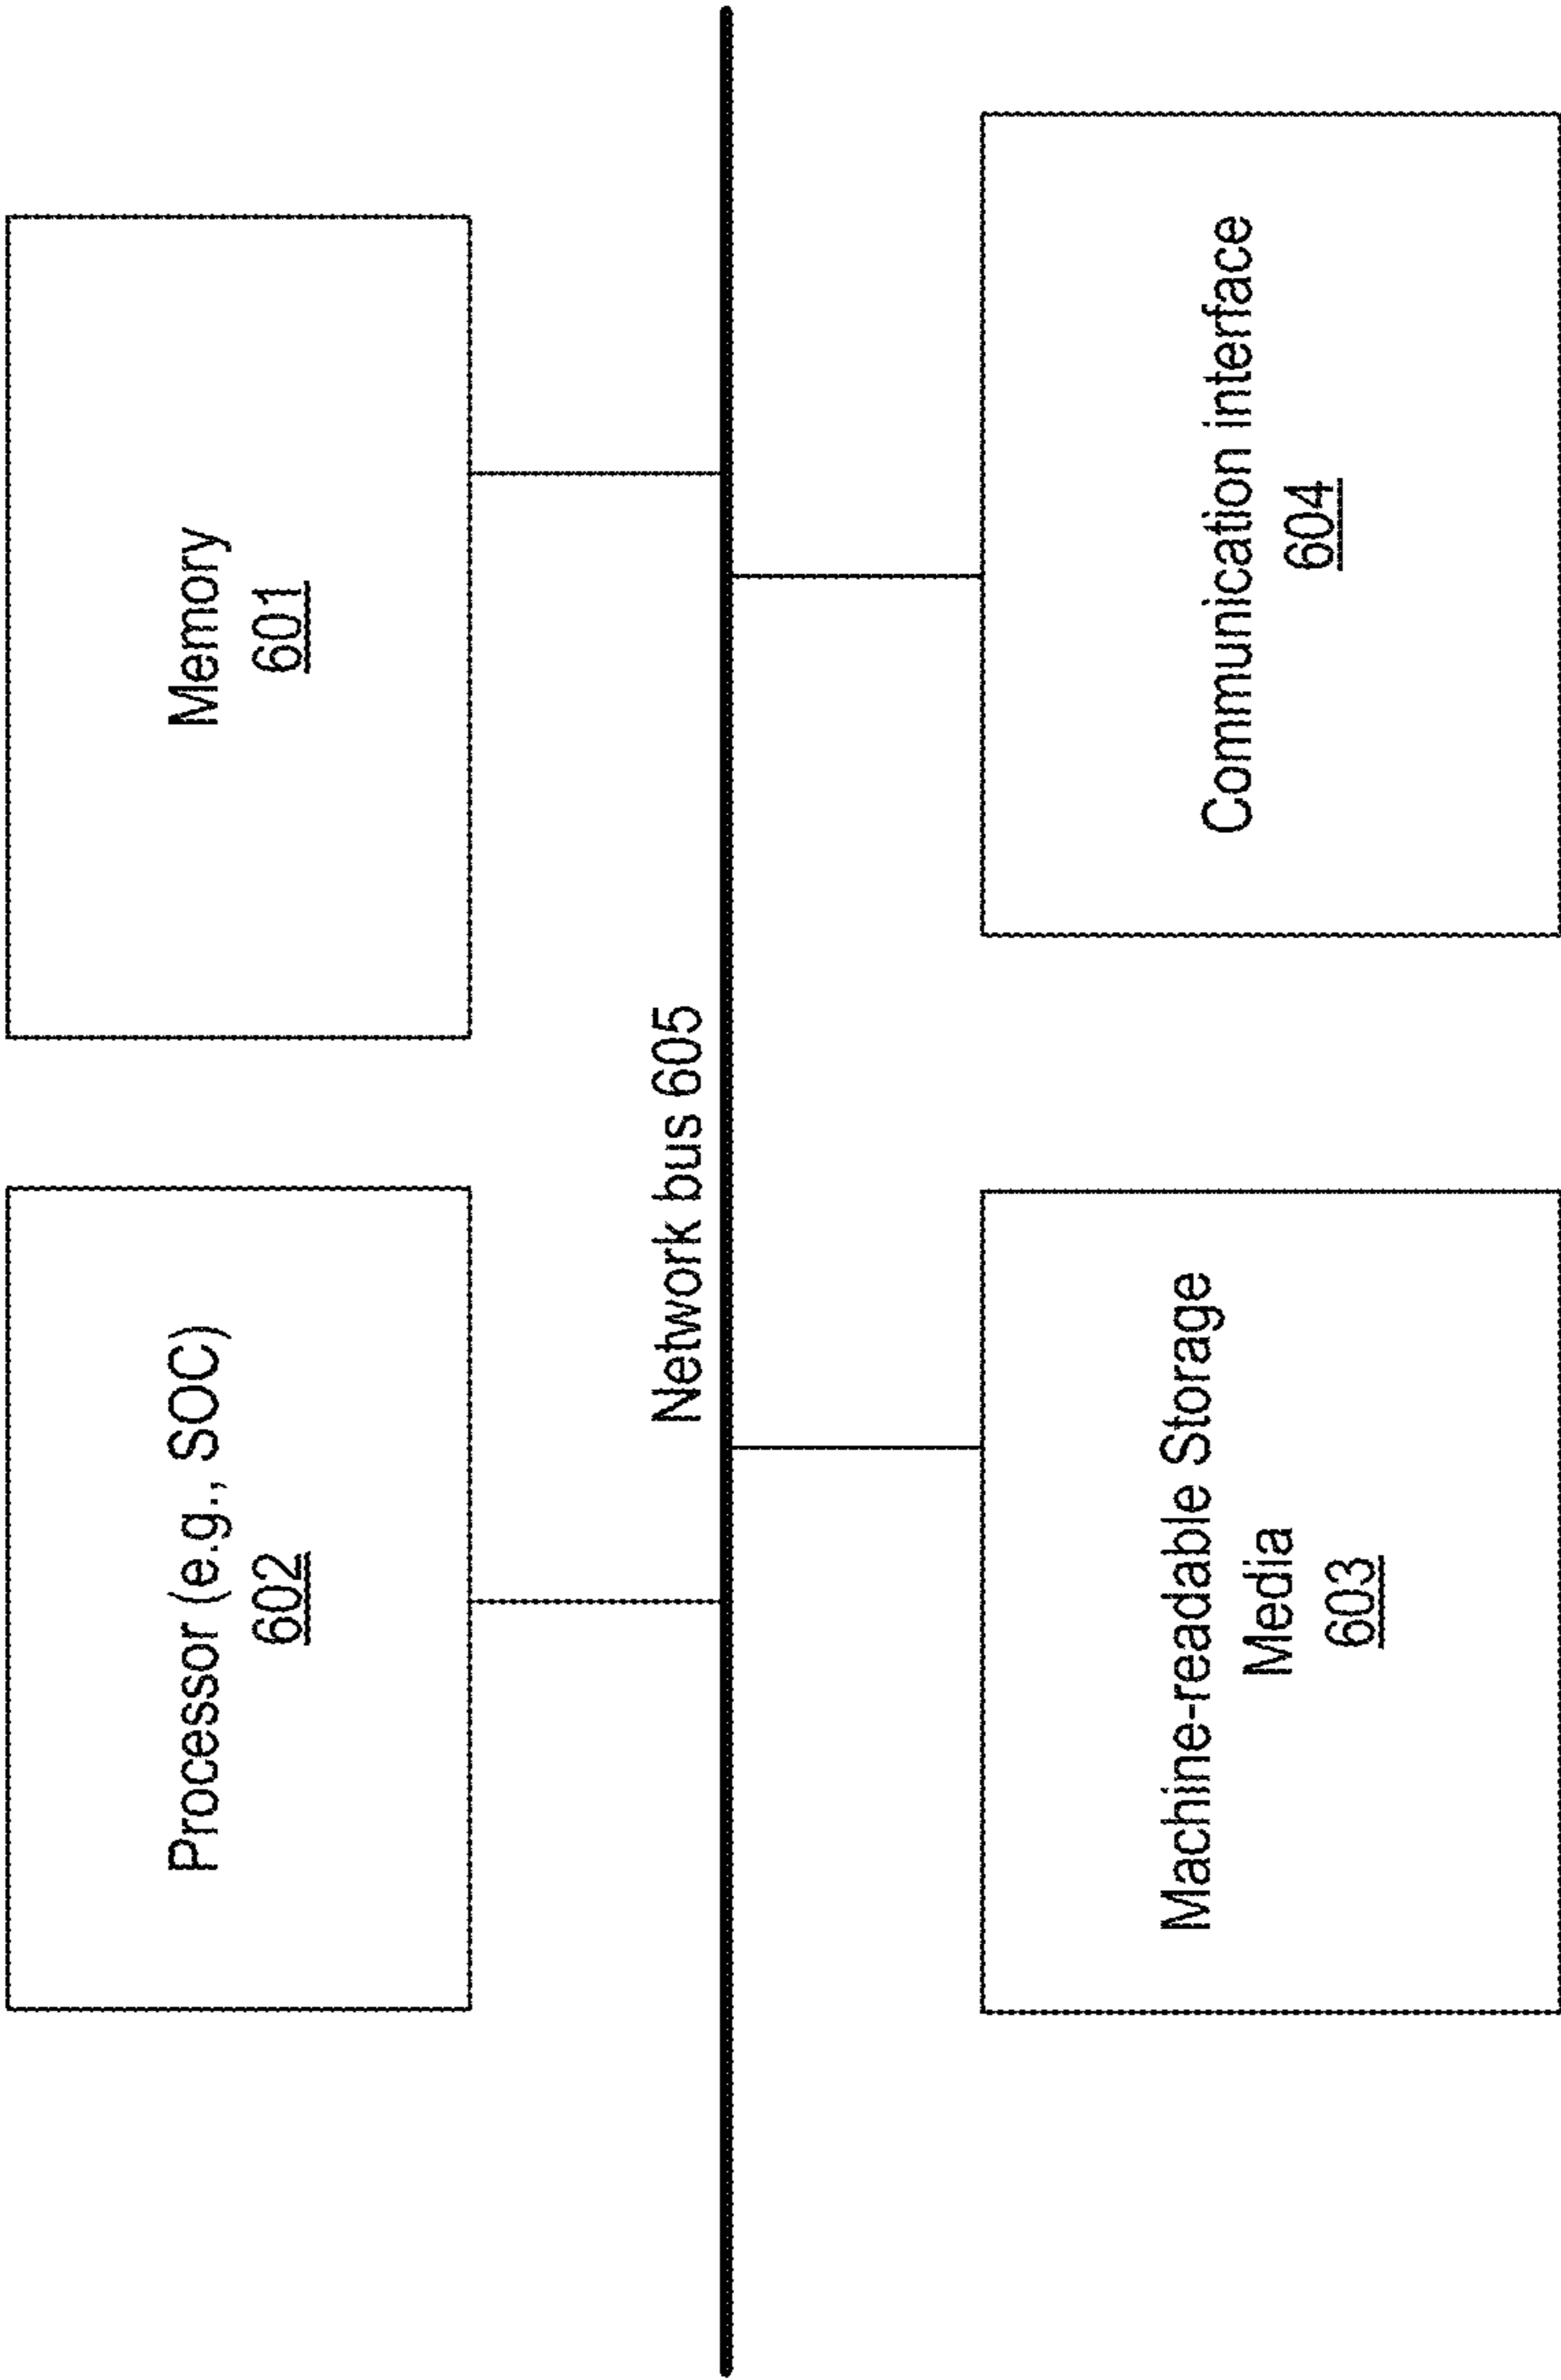 Processor (e.g., SOC)
602
Memory
601
Network bus 605
Machine-readable Storage
Media
603
Communication interface
604